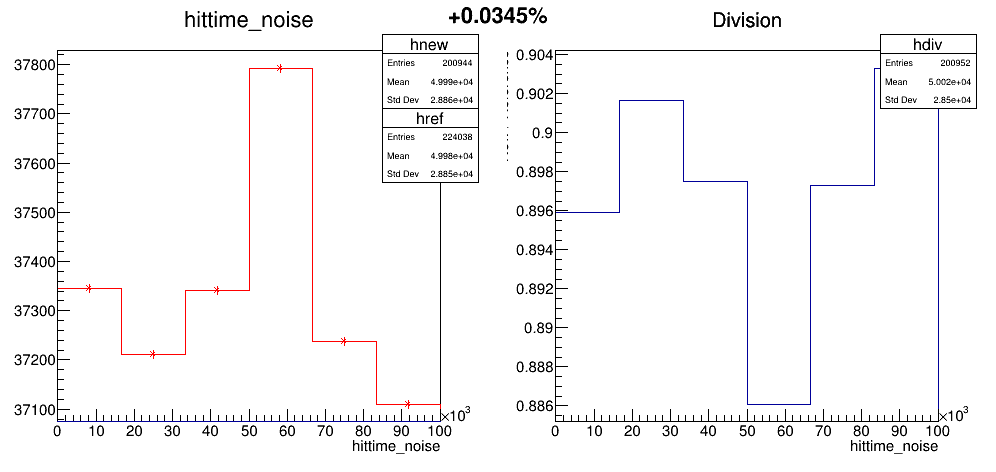 hittime_noise
+0.0345%
Division
hnew
Entries 200944
Mean 4.999e+04
Std Dev 2.886e+04
href
Entries 224038
Mean 4.998e+04
Std Dev 2.885e+04
37800
37700
37600
37500
37400
37300
37200
37100
0 10 20 30 40 50 60 70 80 90 100
×10³
hittime_noise
hdiv
Entries 200952
Mean 5.002e+04
Std Dev 2.85e+04
0.904
0.902
0.9
0.898
0.896
0.894
0.892
0.89
0.888
0.886
0 10 20 30 40 50 60 70 80 90 100
×10³
hittime_noise